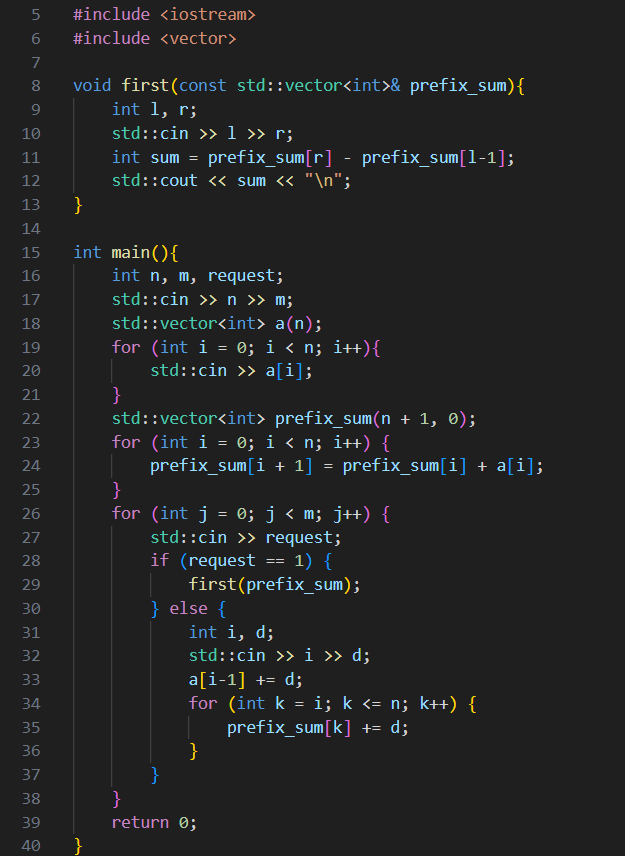 5 #include <iostream>
6 #include <vector>
7
8 void first(const std::vector<int>& prefix_sum){
9     int l, r;
10     std::cin >> l >> r;
11     int sum = prefix_sum[r] - prefix_sum[l-1];
12     std::cout << sum << "\n";
13 }
14
15 int main(){
16     int n, m, request;
17     std::cin >> n >> m;
18     std::vector<int> a(n);
19     for (int i = 0; i < n; i++){
20         std::cin >> a[i];
21     }
22     std::vector<int> prefix_sum(n + 1, 0);
23     for (int i = 0; i < n; i++) {
24         prefix_sum[i + 1] = prefix_sum[i] + a[i];
25     }
26     for (int j = 0; j < m; j++) {
27         std::cin >> request;
28         if (request == 1) {
29             first(prefix_sum);
30         } else {
31             int i, d;
32             std::cin >> i >> d;
33             a[i-1] += d;
34             for (int k = i; k <= n; k++) {
35                 prefix_sum[k] += d;
36             }
37         }
38     }
39     return 0;
40 }